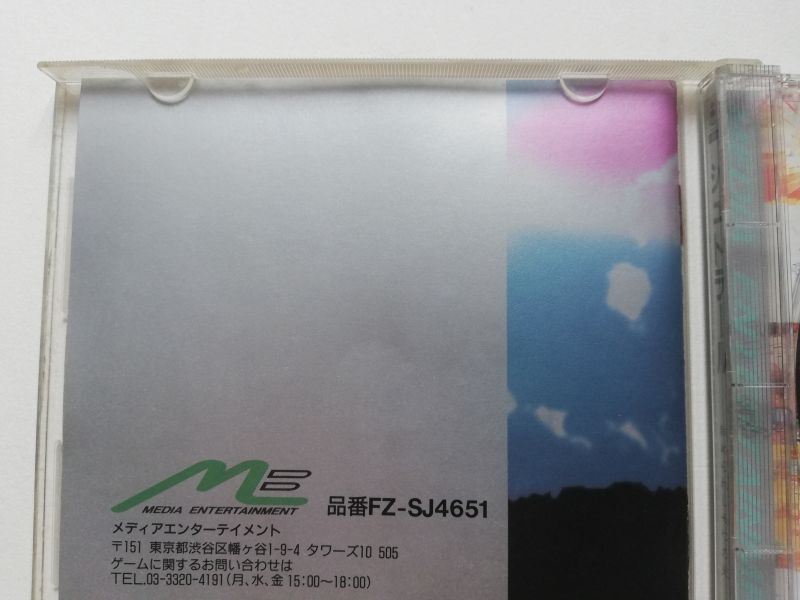 MEDIA ENTERTAINMENT
品番FZ-SJ4651
メディアエンターテイメント
〒151 東京都渋谷区幡ヶ谷1-9-4 タワーズ10 505
ゲームに関するお問い合わせは
TEL.03-3320-4191(月、水、金 15:00~18:00)